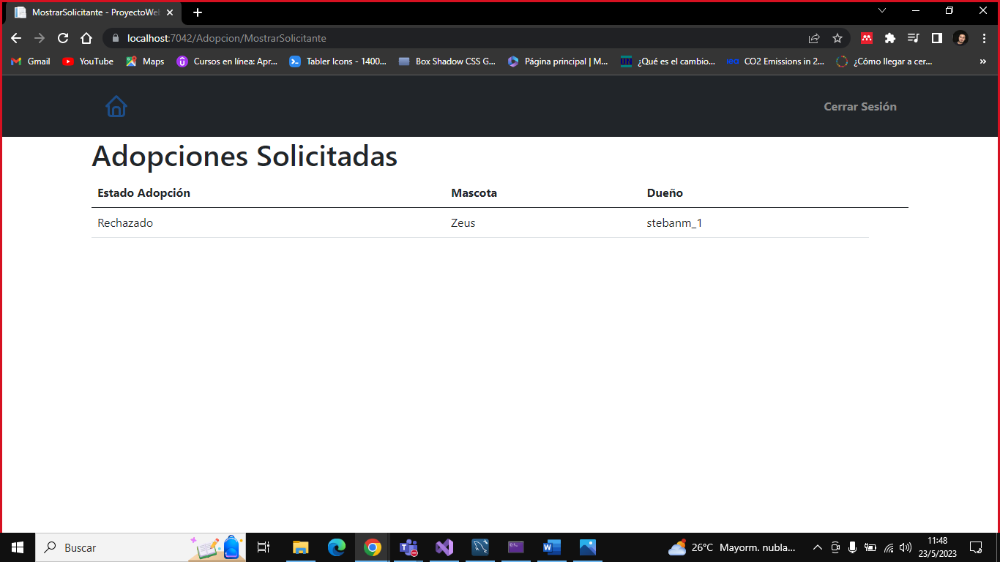 MostrarSolicitante - ProyectoWeb
localhost:7042/Adopcion/MostrarSolicitante
Gmail YouTube Maps Cursos en línea: Apr... Tabler Icons - 1400... Box Shadow CSS G... Página principal | M... UN ¿Qué es el cambio... CO2 Emissions in 2... ¿Cómo llegar a cer... »
Cerrar Sesión
Adopciones Solicitadas
Estado Adopción Mascota Dueño
Rechazado Zeus stebanm_1
Buscar
26°C Mayorm. nubla...
11:48
23/5/2023